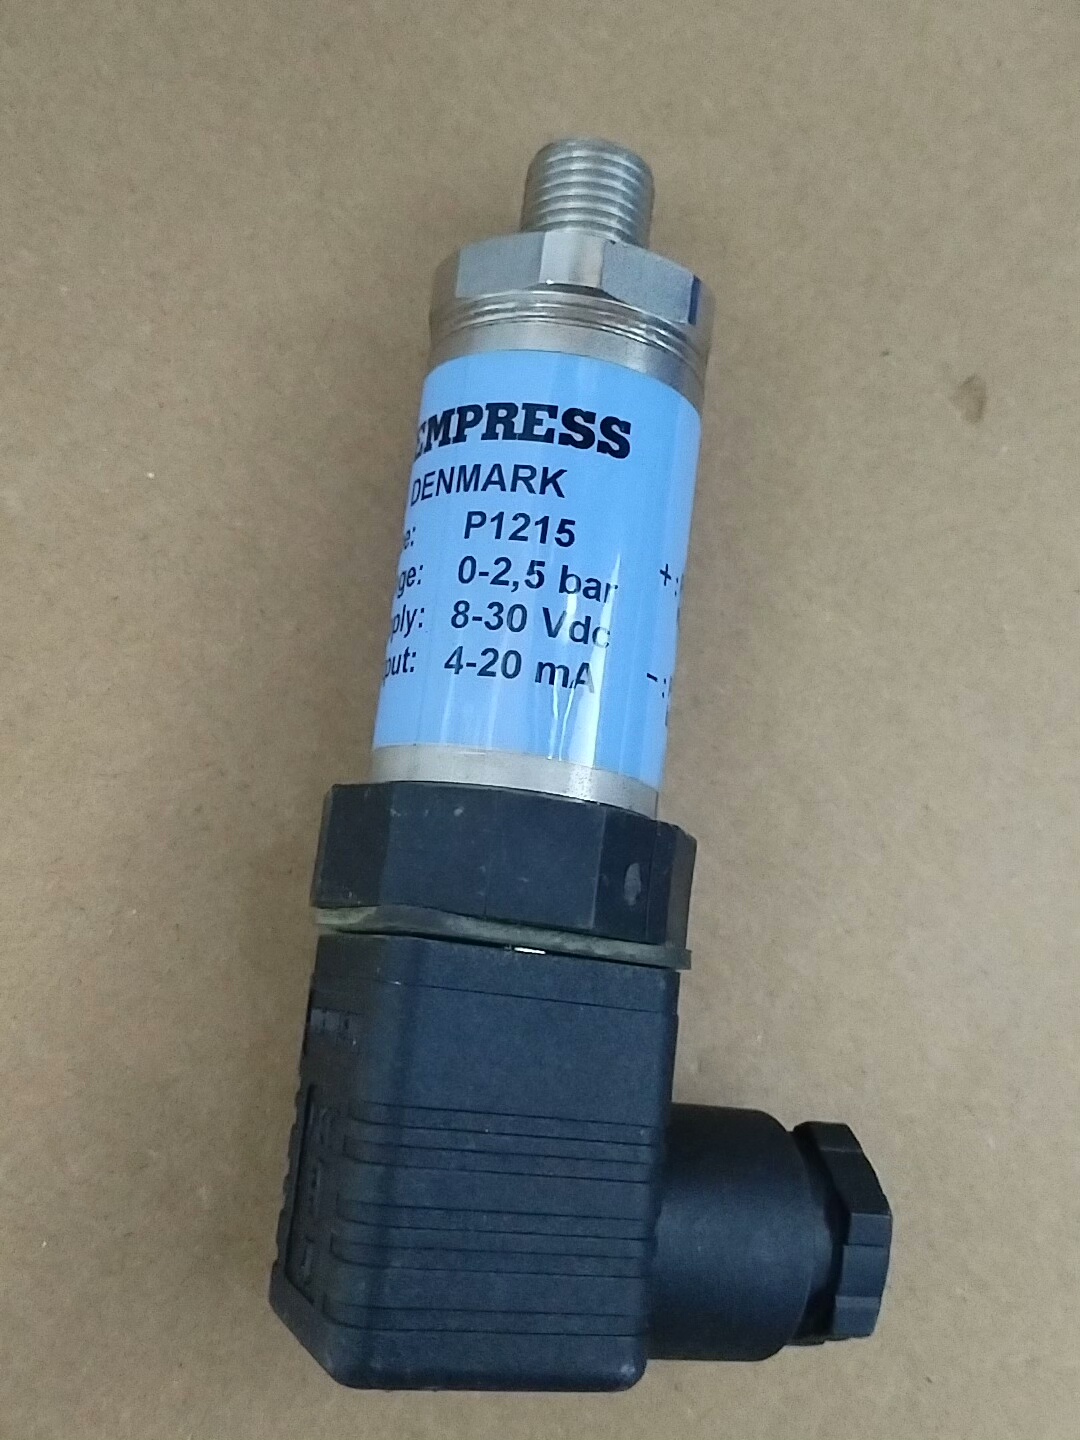 EMPRESS
DENMARK
e: P1215
ge: 0-2,5 bar
ply: 8-30 Vdc
put: 4-20 mA
+:
-: